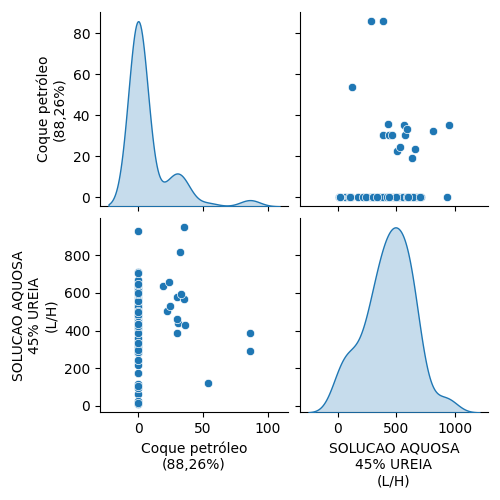 80
60
40
20
0
Coque petróleo
(88,26%)
800
600
400
200
0
SOLUCAO AQUOSA
45% UREIA
(L/H)
0 50 100
Coque petróleo
(88,26%)
0 500 1000
SOLUCAO AQUOSA
45% UREIA
(L/H)